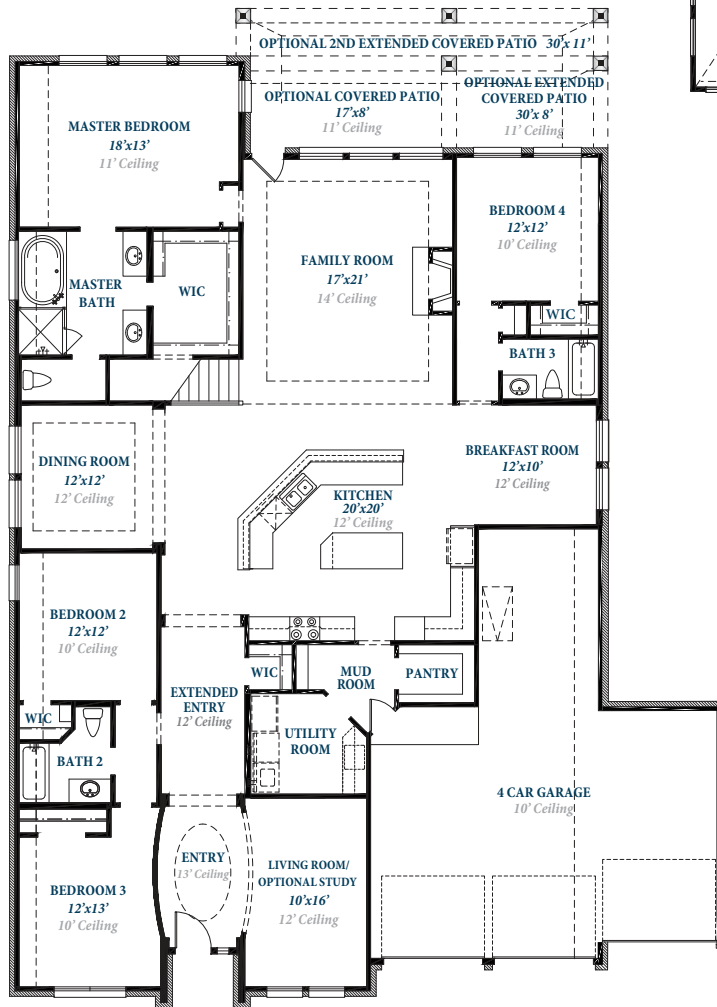 OPTIONAL 2ND EXTENDED COVERED PATIO 30'x 11'
OPTIONAL COVERED PATIO
17'x8'
11' Ceiling
OPTIONAL EXTENDED
COVERED PATIO
30'x 8'
11' Ceiling
MASTER BEDROOM
18'x13'
11' Ceiling
BEDROOM 4
12'x12'
10' Ceiling
FAMILY ROOM
17'x21'
14' Ceiling
MASTER
BATH
WIC
WIC
BATH 3
DINING ROOM
12'x12'
12' Ceiling
BREAKFAST ROOM
12'x10'
12' Ceiling
KITCHEN
20'x20'
12' Ceiling
BEDROOM 2
12'x12'
10' Ceiling
WIC
MUD
ROOM
PANTRY
EXTENDED
ENTRY
12' Ceiling
WIC
BATH 2
UTILITY
ROOM
4 CAR GARAGE
10' Ceiling
ENTRY
13' Ceiling
LIVING ROOM/
OPTIONAL STUDY
10'x16'
12' Ceiling
BEDROOM 3
12'x13'
10' Ceiling